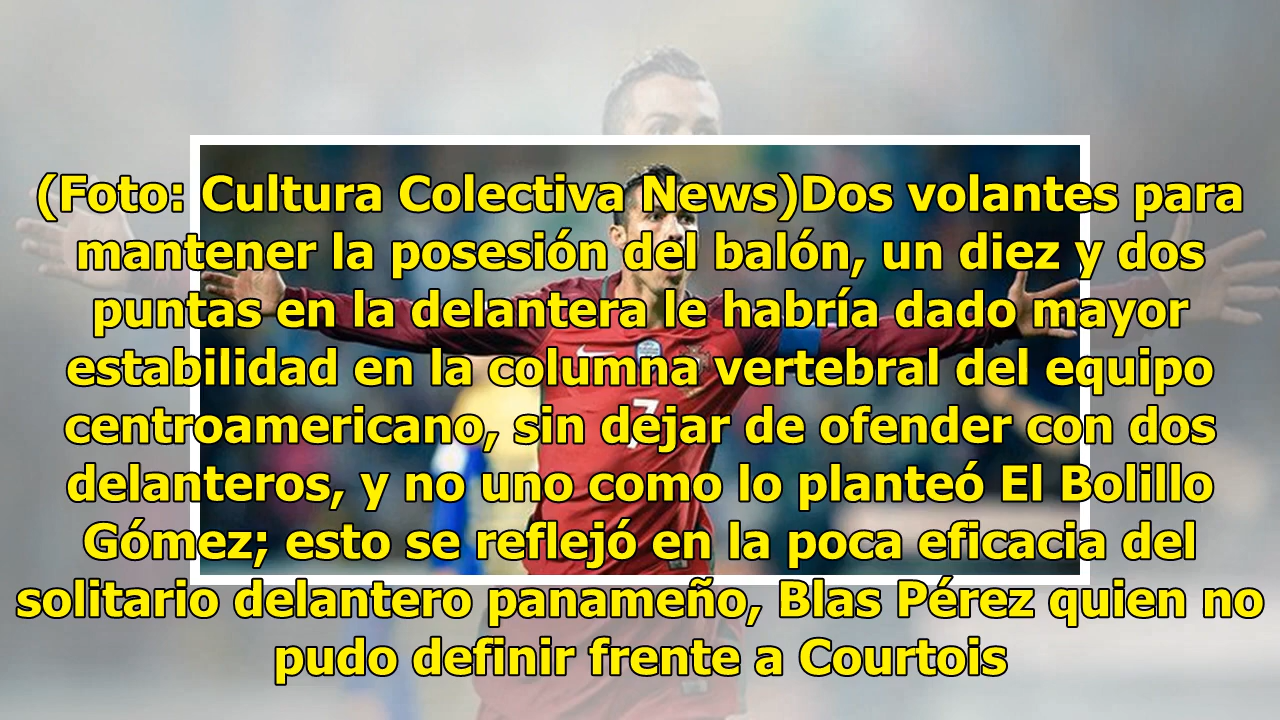 (Foto: Cultura Colectiva News)Dos volantes para
mantener la posesión del balón, un diez y dos
puntas en la delantera le habría dado mayor
estabilidad en la columna vertebral del equipo
centroamericano, sin dejar de ofender con dos
delanteros, y no uno como lo planteó El Bolillo
Gómez; esto se reflejó en la poca eficacia del
solitario delantero panameño, Blas Pérez quien no
pudo definir frente a Courtois
7